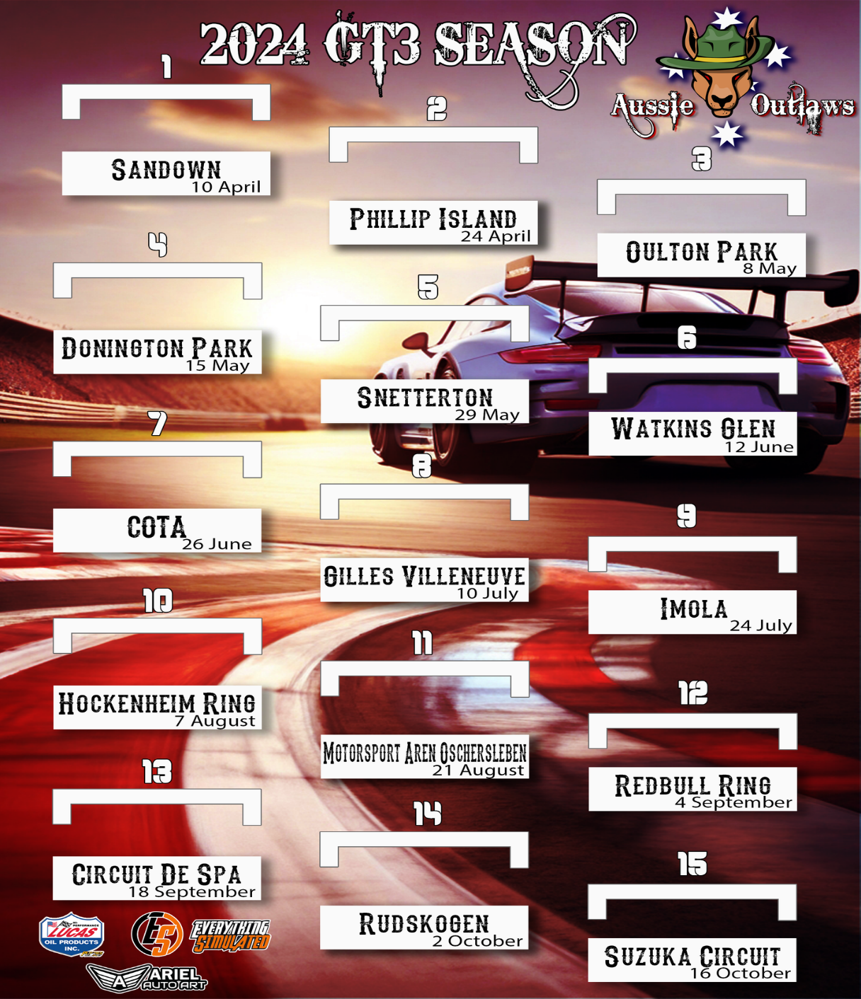 2024 GT3 SEASON
Aussie Outlaws
1
Sandown
10 April
2
Phillip Island
24 April
3
Oulton Park
8 May
4
Donington Park
15 May
5
Snetterton
29 May
6
Watkins Glen
12 June
7
COTA
26 June
8
Gilles Villeneuve
10 July
9
Imola
24 July
10
Hockenheim Ring
7 August
11
Motorsport Aren Oschersleben
21 August
12
Redbull Ring
4 September
13
Circuit De Spa
18 September
14
Rudskogen
2 October
15
Suzuka Circuit
16 October
HI-PERFORMANCE
LUCAS
OIL PRODUCTS
INC.
ES
EVERYTHING
SIMULATED
A
ARIEL
AUTO ART